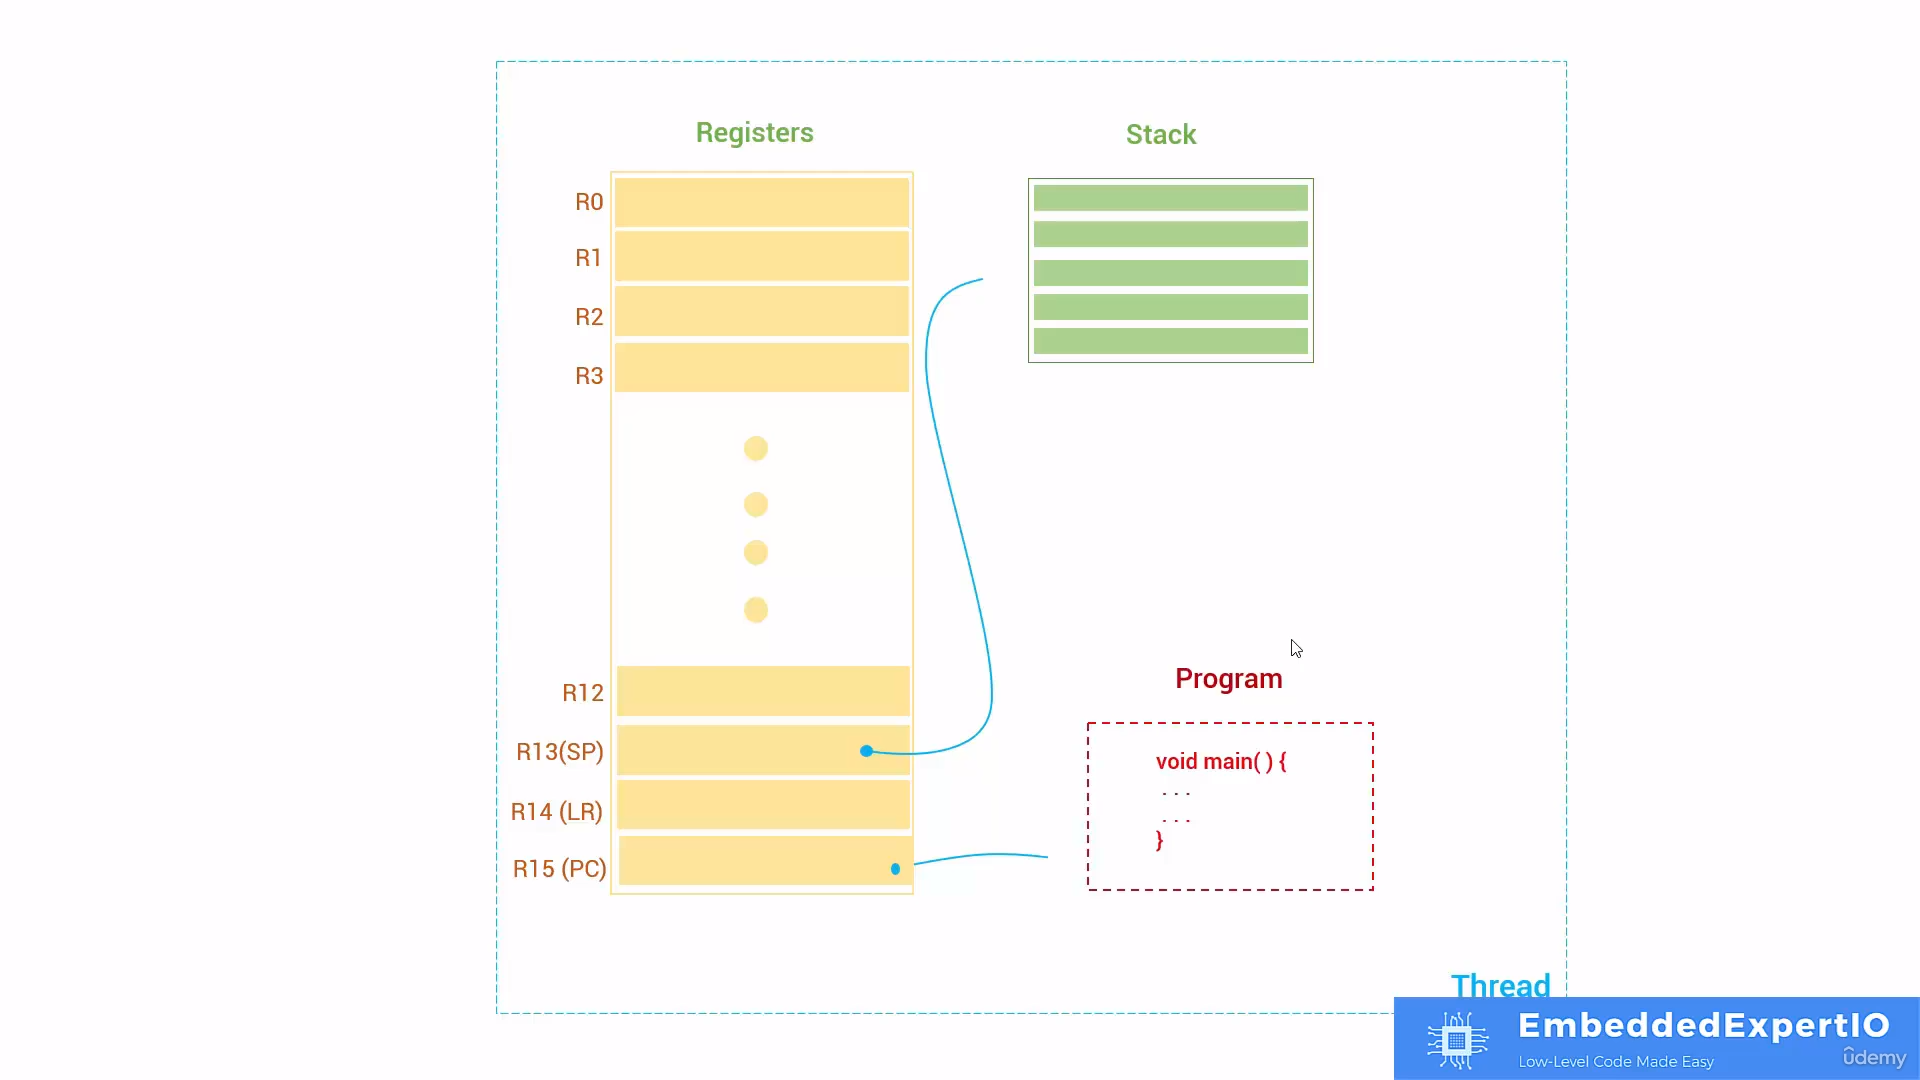 Registers
Stack
R0
R1
R2
R3
R12
R13(SP)
R14 (LR)
R15 (PC)
Program
void main( ) {
. . .
. . .
}
Thread
EmbeddedExpertIO
Low-Level Code Made Easy
ûdemy